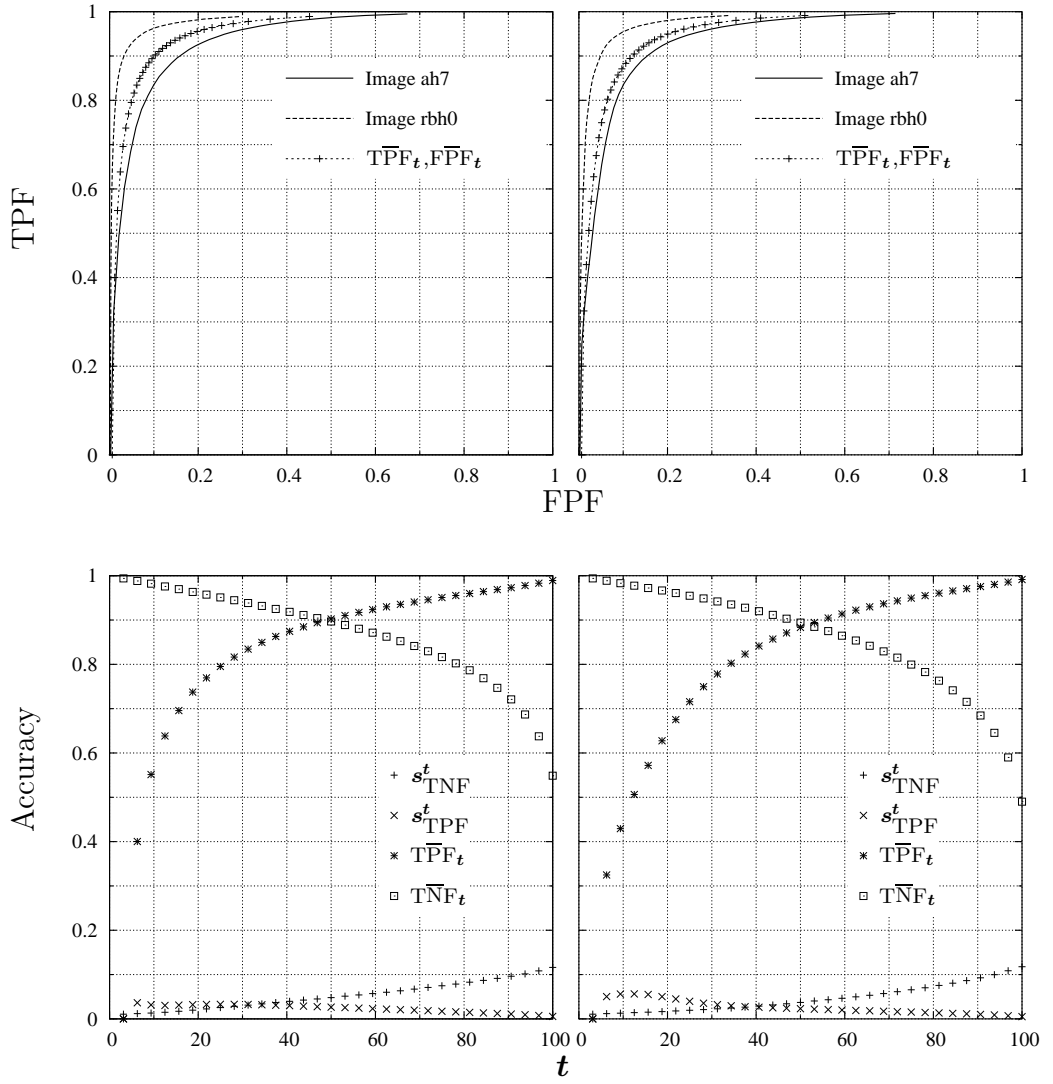 1
0.8
0.6
0.4
0.2
0
TPF
Image ah7
Image rbh0
TP̅F_t,FP̅F_t
Image ah7
Image rbh0
TP̅F_t,FP̅F_t
0 0.2 0.4 0.6 0.8 1
0 0.2 0.4 0.6 0.8 1
FPF
1
0.8
0.6
0.4
0.2
0
Accuracy
s^t_TNF
s^t_TPF
TP̅F_t
TN̅F_t
s^t_TNF
s^t_TPF
TP̅F_t
TN̅F_t
0 20 40 60 80 100
0 20 40 60 80 100
t